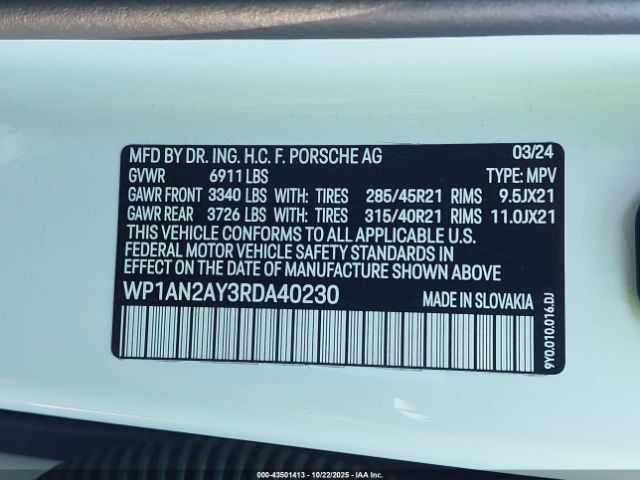 MFD BY DR. ING. H.C. F. PORSCHE AG 03/24
GVWR 6911 LBS TYPE: MPV
GAWR FRONT 3340 LBS WITH: TIRES 285/45R21 RIMS 9.5JX21
GAWR REAR 3726 LBS WITH: TIRES 315/40R21 RIMS 11.0JX21
THIS VEHICLE CONFORMS TO ALL APPLICABLE U.S.
FEDERAL MOTOR VEHICLE SAFETY STANDARDS IN
EFFECT ON THE DATE OF MANUFACTURE SHOWN ABOVE.
WP1AN2AY3RDA40230 MADE IN SLOVAKIA
9Y0.010.016.DJ
000-43501413 - 10/22/2025 - IAA Inc.